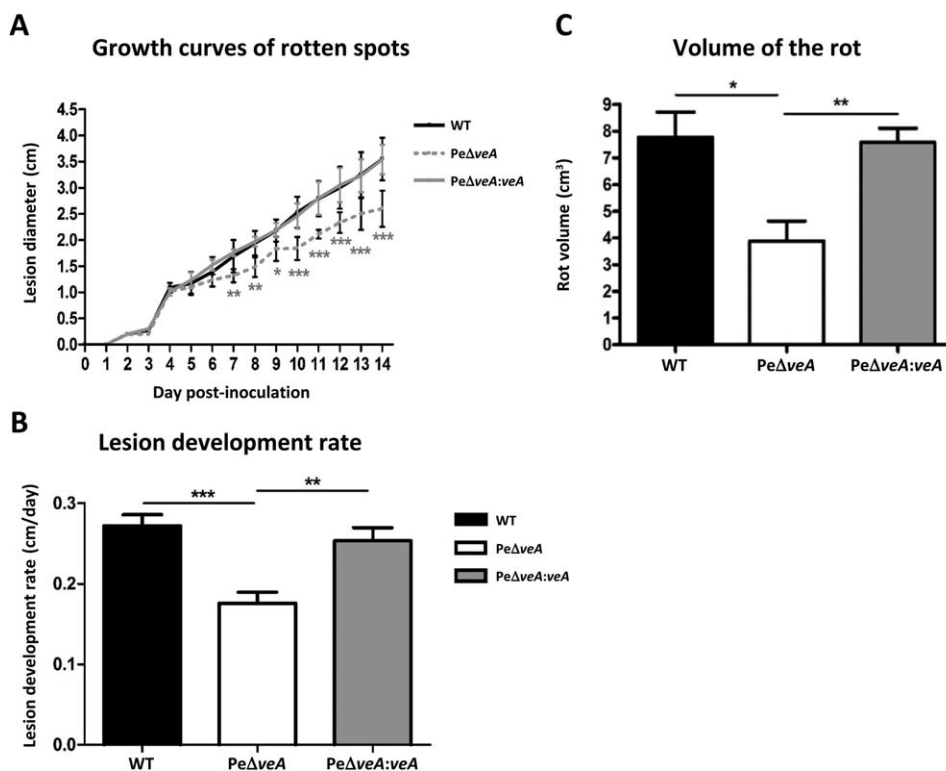 A
Growth curves of rotten spots
4.5
4.0
3.5
3.0
2.5
2.0
1.5
1.0
0.5
0.0
Lesion diameter (cm)
0 1 2 3 4 5 6 7 8 9 10 11 12 13 14
Day post-inoculation
** ** * *** *** *** *** ***
WT
PeΔveA
PeΔveA:veA
C
Volume of the rot
* **
9
8
7
6
5
4
3
2
1
0
Rot volume (cm³)
WT PeΔveA PeΔveA:veA
B
Lesion development rate
*** **
0.3
0.2
0.1
0.0
Lesion development rate (cm/day)
WT PeΔveA PeΔveA:veA
WT
PeΔveA
PeΔveA:veA